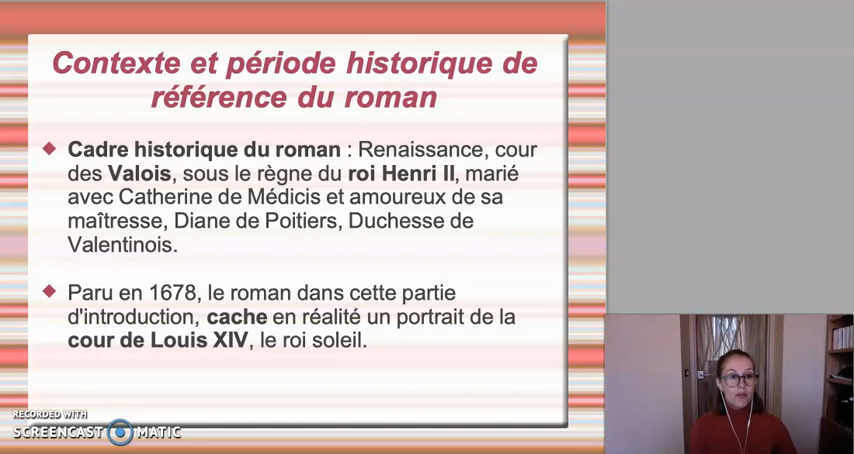 Contexte et période historique de
référence du roman
Cadre historique du roman : Renaissance, cour
des Valois, sous le règne du roi Henri II, marié
avec Catherine de Médicis et amoureux de sa
maîtresse, Diane de Poitiers, Duchesse de
Valentinois.
Paru en 1678, le roman dans cette partie
d'introduction, cache en réalité un portrait de la
cour de Louis XIV, le roi soleil.
RECORDED WITH
SCREENCAST MATIC